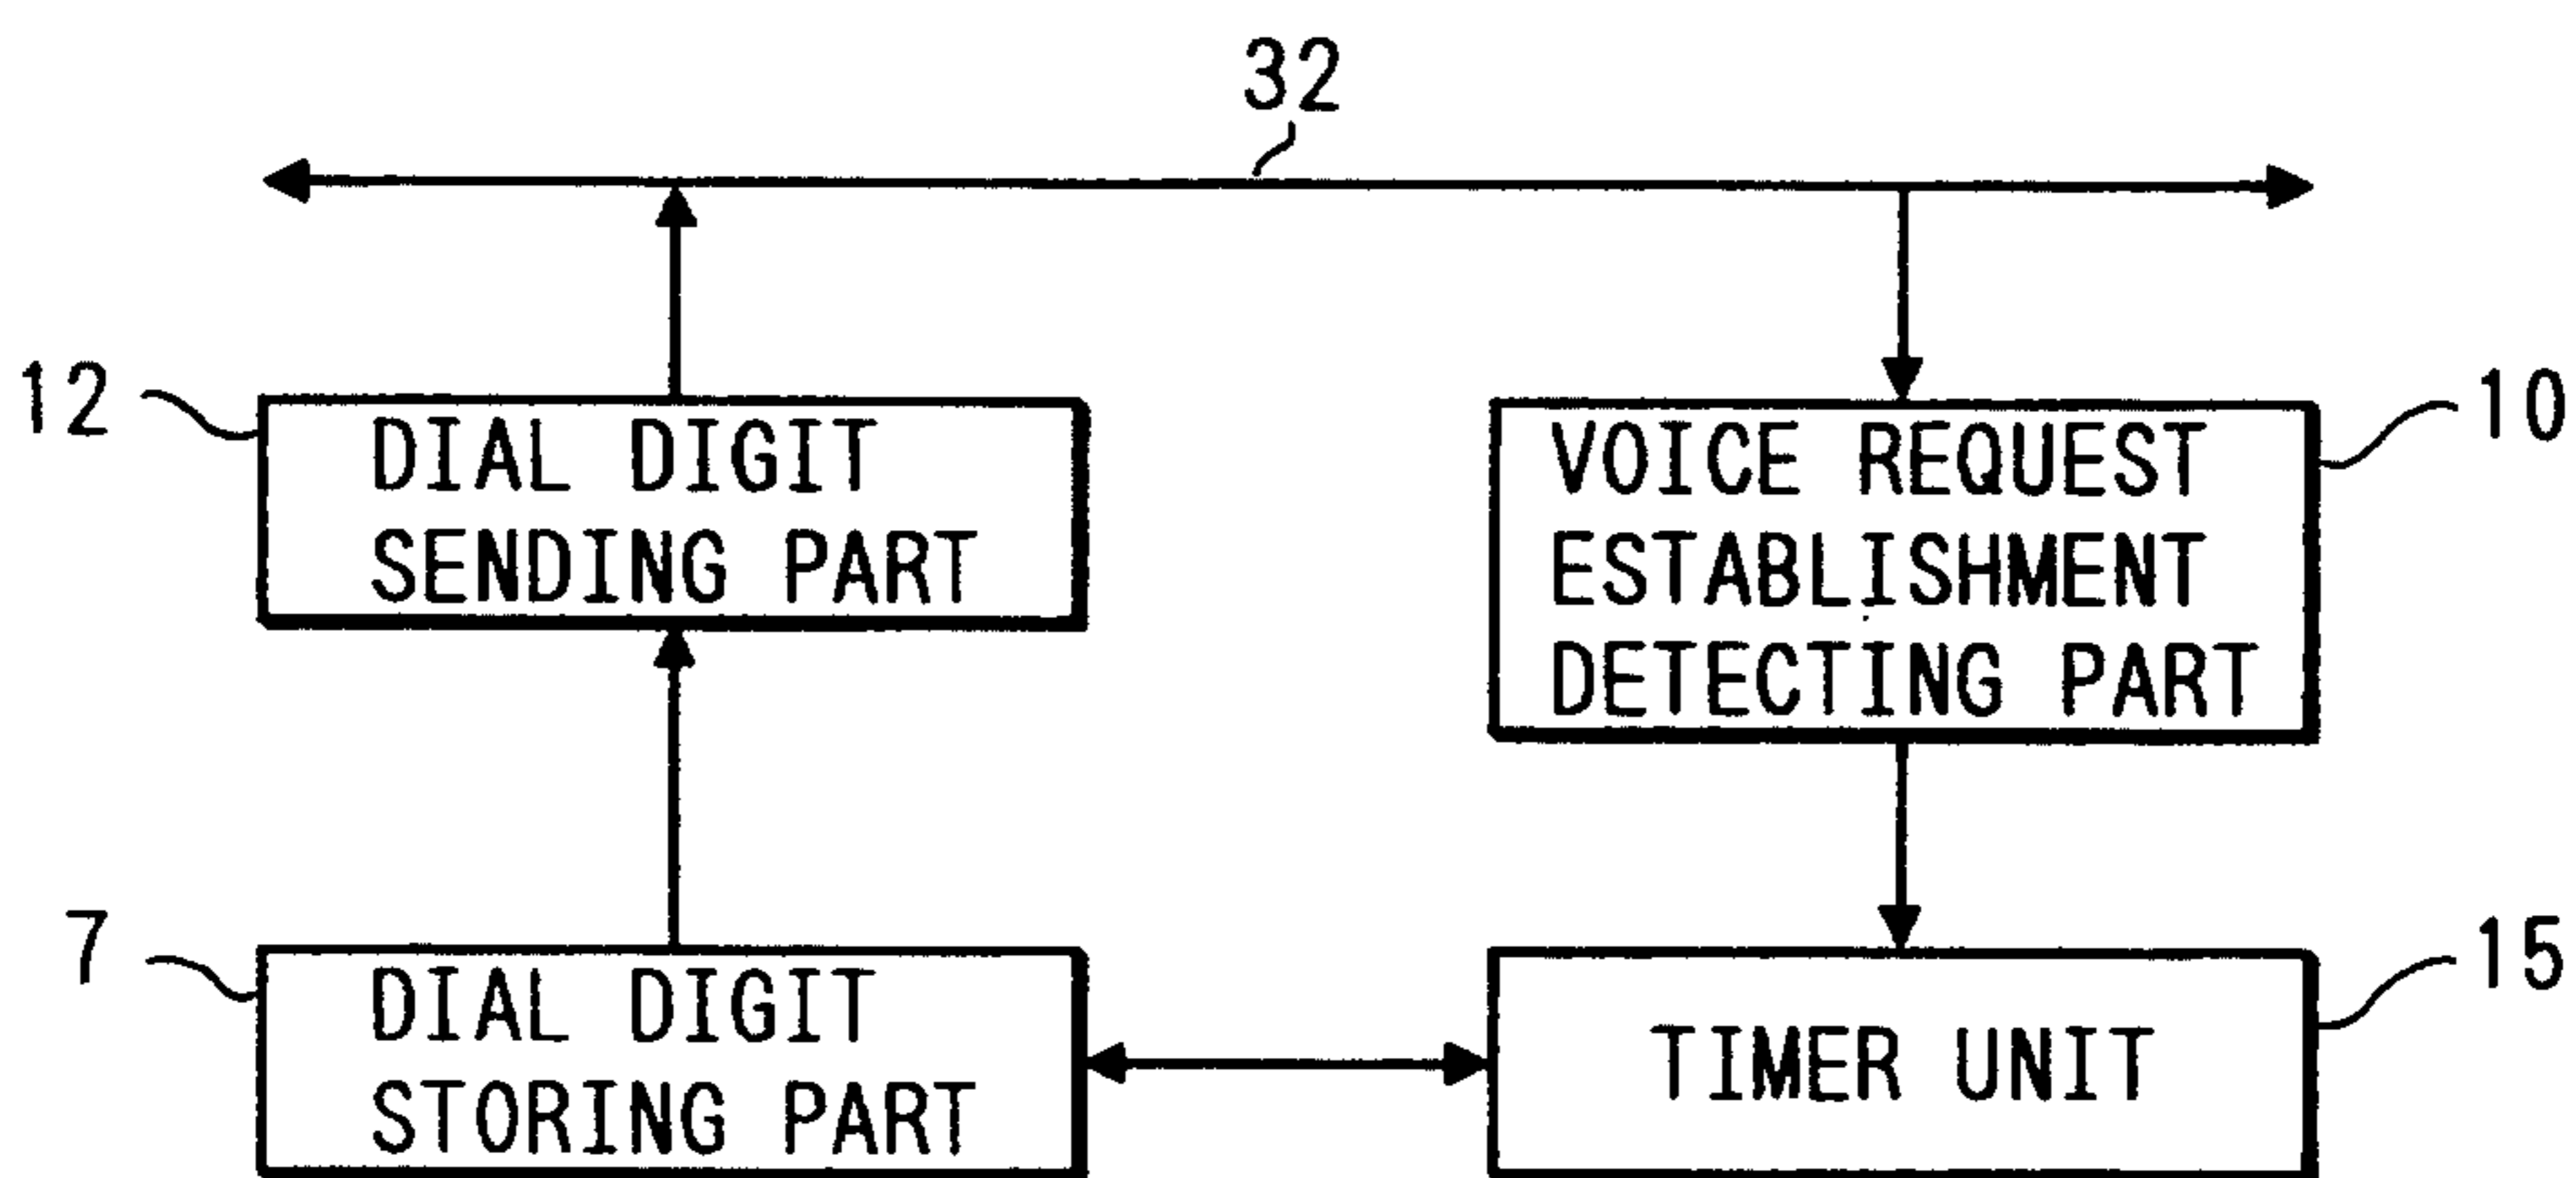 32
12
DIAL DIGIT
SENDING PART
VOICE REQUEST
ESTABLISHMENT
DETECTING PART
10
7
DIAL DIGIT
STORING PART
TIMER UNIT
15